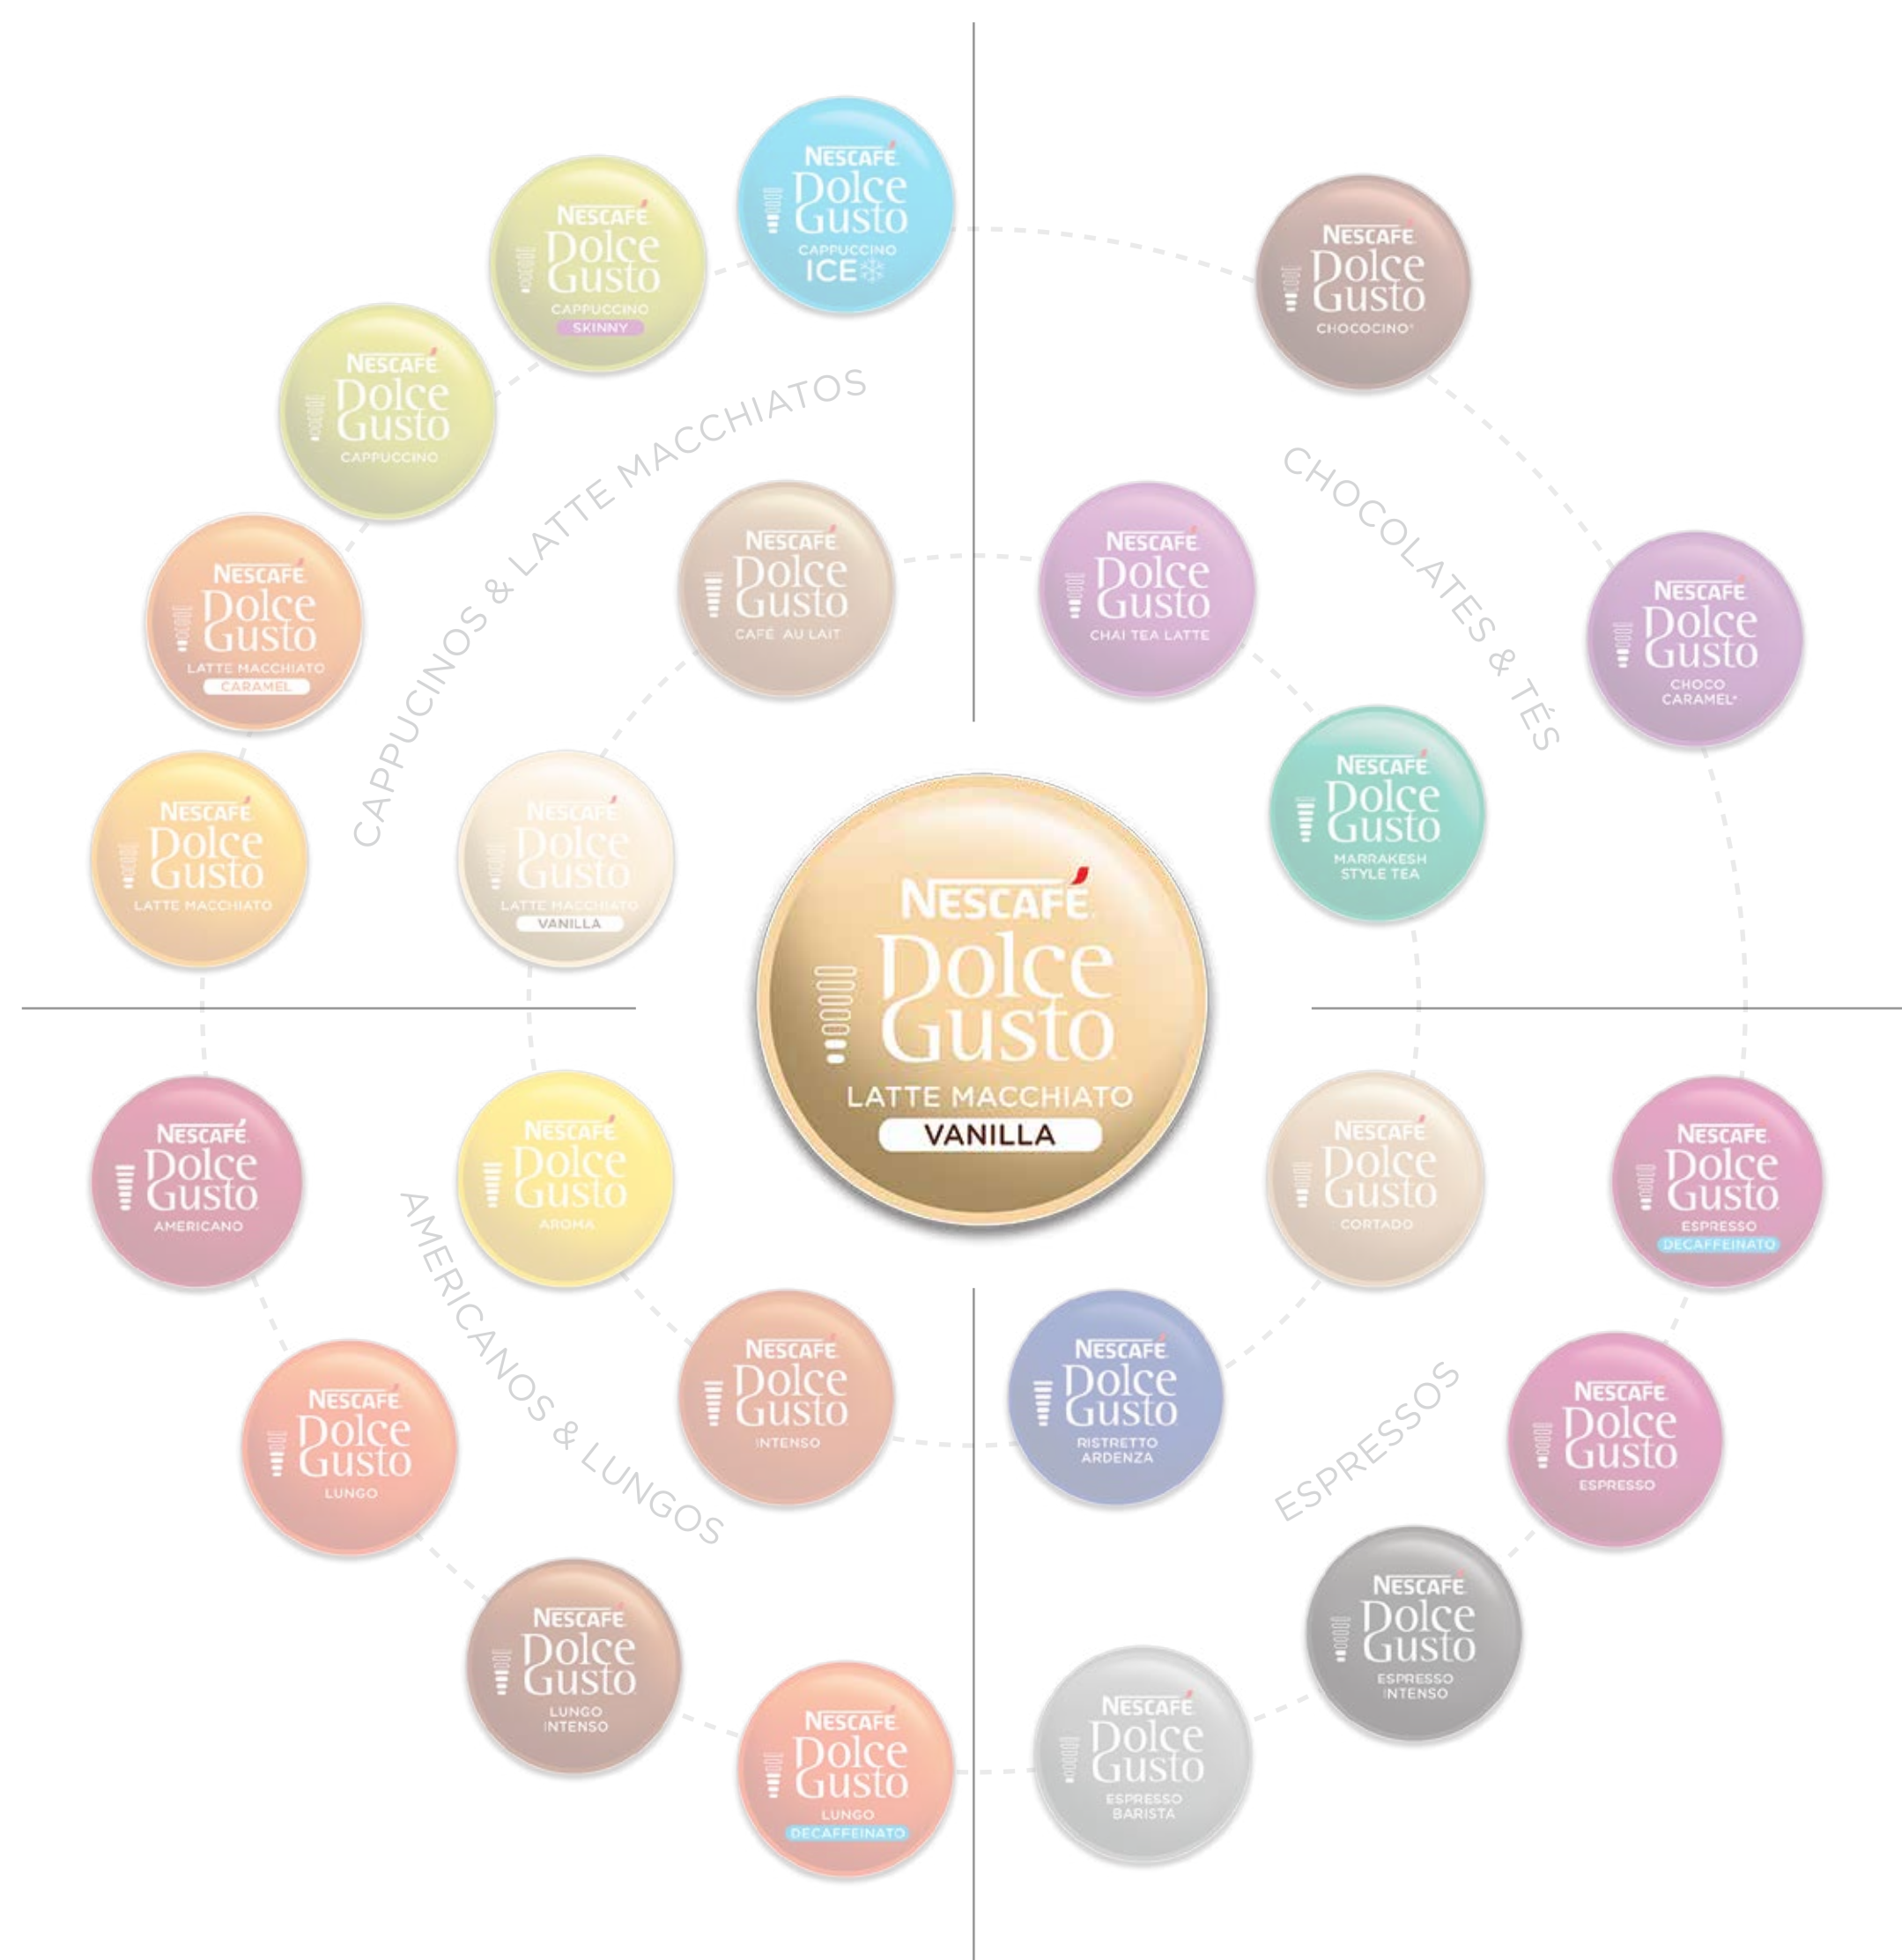 NESCAFÉ
Dolce
Gusto
CAPPUCCINO
ICE
NESCAFÉ
Dolce
Gusto
CAPPUCCINO
SKINNY
NESCAFÉ
Dolce
Gusto
CAPPUCCINO
NESCAFÉ
Dolce
Gusto
LATTE MACCHIATO
CARAMEL
NESCAFÉ
Dolce
Gusto
LATTE MACCHIATO
CAPPUCINOS & LATTE MACCHIATOS
NESCAFÉ
Dolce
Gusto
CAFÉ AU LAIT
NESCAFÉ
Dolce
Gusto
LATTE MACCHIATO
VANILLA
NESCAFÉ
Dolce
Gusto
CHOCOCINO*
NESCAFÉ
Dolce
Gusto
CHOCO
CARAMEL*
CHOCOLATES & TÉS
NESCAFÉ
Dolce
Gusto
CHAI TEA LATTE
NESCAFÉ
Dolce
Gusto
MARRAKESH
STYLE TEA
NESCAFÉ
Dolce
Gusto
LATTE MACCHIATO
VANILLA
NESCAFÉ
Dolce
Gusto
AMERICANO
NESCAFÉ
Dolce
Gusto
AROMA
AMERICANOS & LUNGOS
NESCAFÉ
Dolce
Gusto
INTENSO
NESCAFÉ
Dolce
Gusto
LUNGO
NESCAFÉ
Dolce
Gusto
LUNGO
INTENSO
NESCAFÉ
Dolce
Gusto
LUNGO
DECAFFEINATO
NESCAFÉ
Dolce
Gusto
CORTADO
NESCAFÉ
Dolce
Gusto
ESPRESSO
DECAFFEINATO
NESCAFÉ
Dolce
Gusto
RISTRETTO
ARDENZA
ESPRESSOS
NESCAFÉ
Dolce
Gusto
ESPRESSO
NESCAFÉ
Dolce
Gusto
ESPRESSO
INTENSO
NESCAFÉ
Dolce
Gusto
ESPRESSO
BARISTA